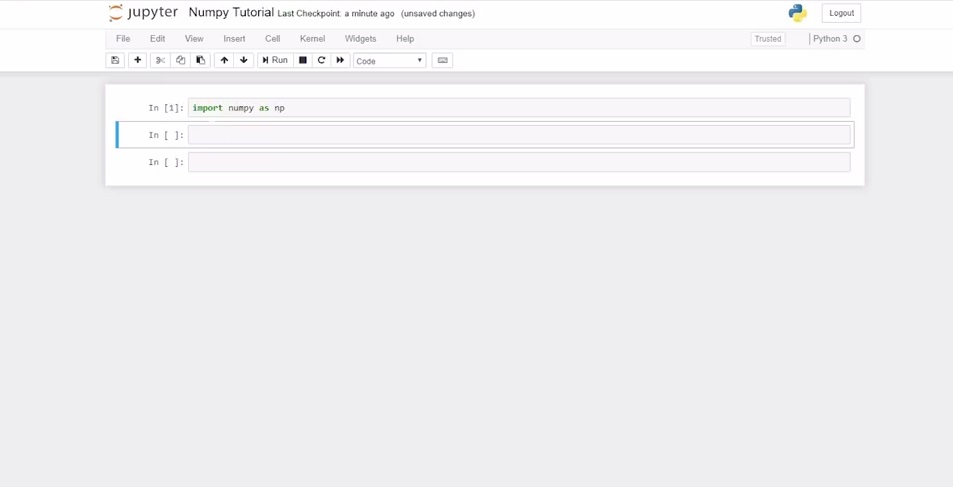 jupyter Numpy Tutorial Last Checkpoint: a minute ago (unsaved changes) Logout
File Edit View Insert Cell Kernel Widgets Help Trusted Python 3
Run Code
In [1]: import numpy as np
In [ ]:
In [ ]: